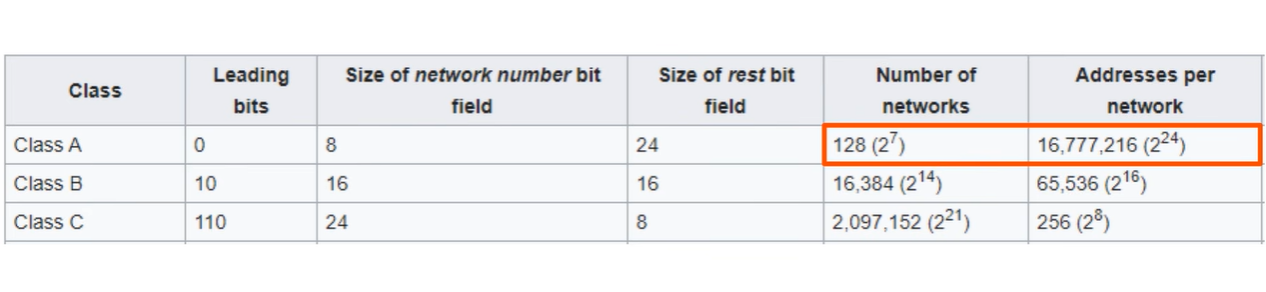 Class Leading bits Size of network number bit field Size of rest bit field Number of networks Addresses per network
Class A 0 8 24 128 (2⁷) 16,777,216 (2²⁴)
Class B 10 16 16 16,384 (2¹⁴) 65,536 (2¹⁶)
Class C 110 24 8 2,097,152 (2²¹) 256 (2⁸)